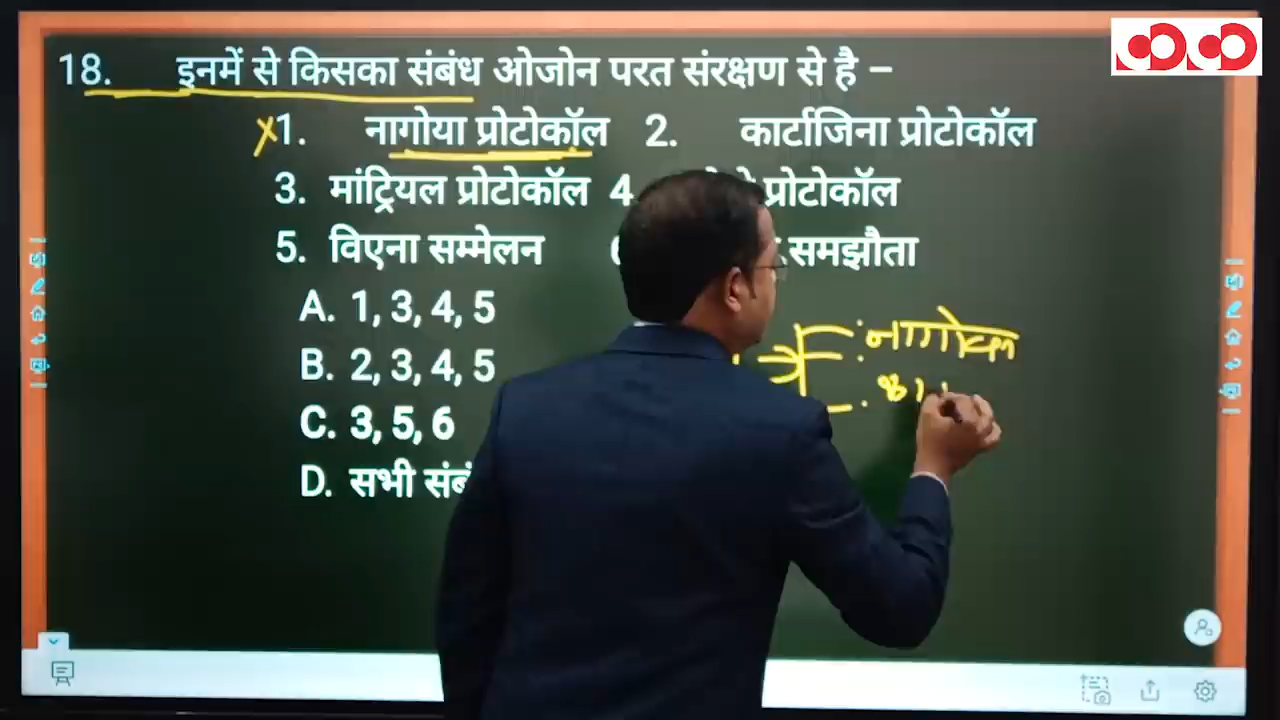 18. इनमें से किसका संबंध ओजोन परत संरक्षण से है –
1. नागोया प्रोटोकॉल 2. कार्टाजिना प्रोटोकॉल
3. मांट्रियल प्रोटोकॉल 4 प्रोटोकॉल
5. विएना सम्मेलन समझौता
A. 1, 3, 4, 5
B. 2, 3, 4, 5
C. 3, 5, 6
D. सभी